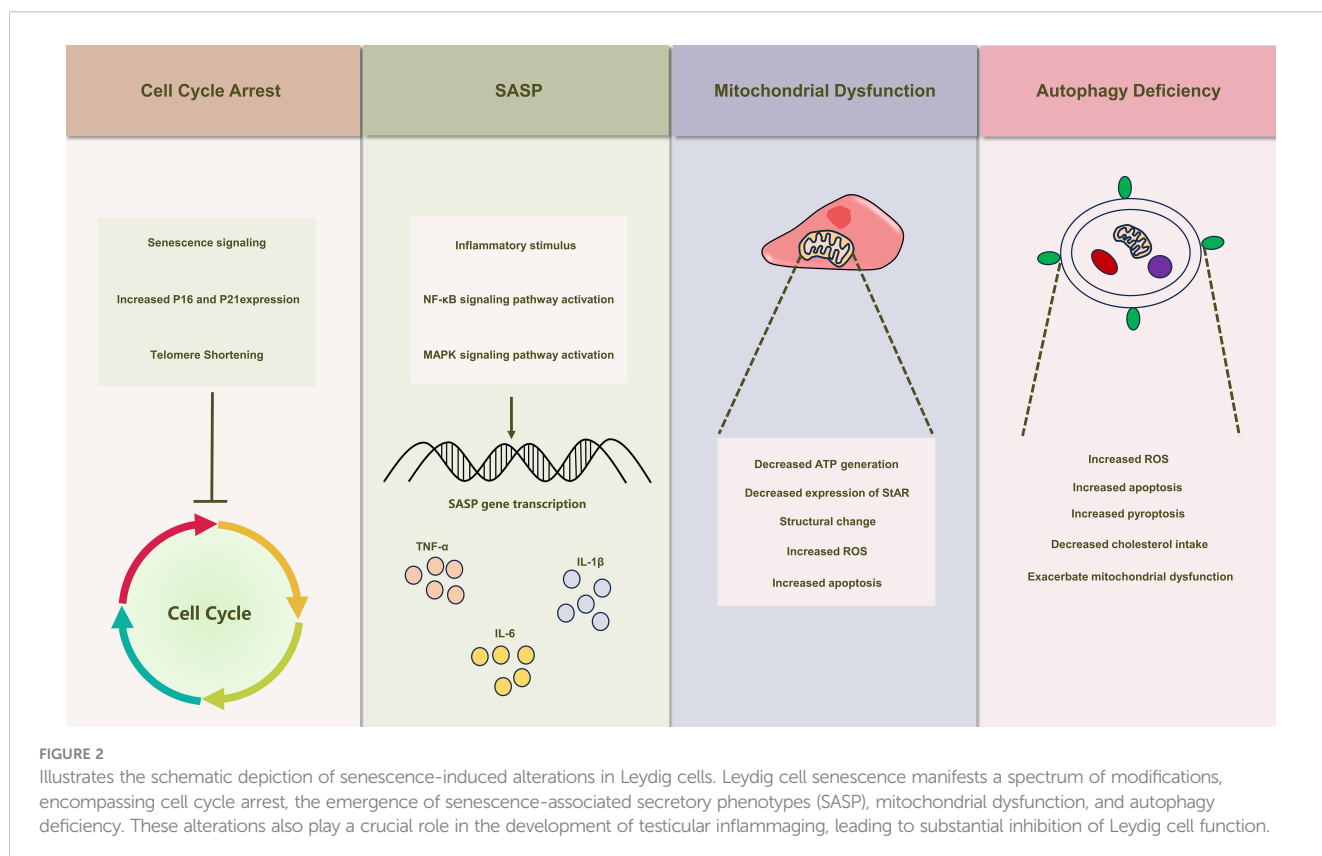 Cell Cycle Arrest
Senescence signaling
Increased P16 and P21expression
Telomere Shortening
Cell Cycle
SASP
Inflammatory stimulus
NF-κB signaling pathway activation
MAPK signaling pathway activation
SASP gene transcription
TNF-α
IL-1β
IL-6
Mitochondrial Dysfunction
Decreased ATP generation
Decreased expression of StAR
Structural change
Increased ROS
Increased apoptosis
Autophagy Deficiency
Increased ROS
Increased apoptosis
Increased pyroptosis
Decreased cholesterol intake
Exacerbate mitochondrial dysfunction
FIGURE 2
Illustrates the schematic depiction of senescence-induced alterations in Leydig cells. Leydig cell senescence manifests a spectrum of modifications,
encompassing cell cycle arrest, the emergence of senescence-associated secretory phenotypes (SASP), mitochondrial dysfunction, and autophagy
deficiency. These alterations also play a crucial role in the development of testicular inflammaging, leading to substantial inhibition of Leydig cell function.